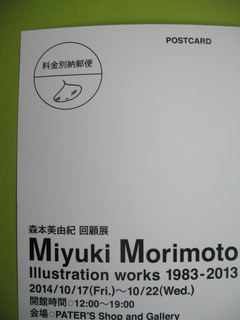 POSTCARD
料金別納郵便
森本美由紀 回顧展
Miyuki Morimoto
Illustration works 1983-2013
2014/10/17(Fri.)〜10/22(Wed.)
開館時間○12:00〜19:00
会場○PATER'S Shop and Gallery